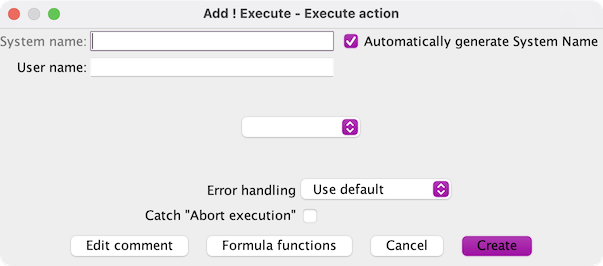 Add ! Execute - Execute action
System name: Automatically generate System Name
User name:
Error handling Use default
Catch "Abort execution"
Edit comment Formula functions Cancel Create